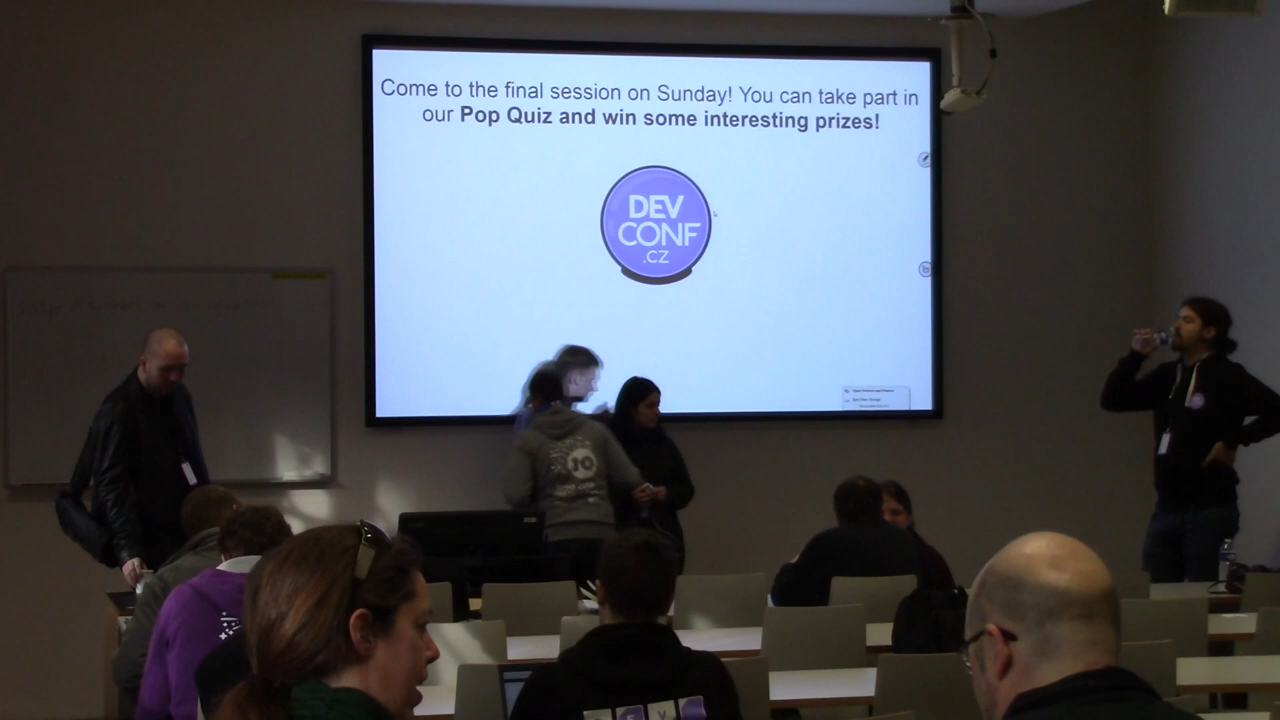 Come to the final session on Sunday! You can take part in
our Pop Quiz and win some interesting prizes!
DEV
CONF
.CZ
10